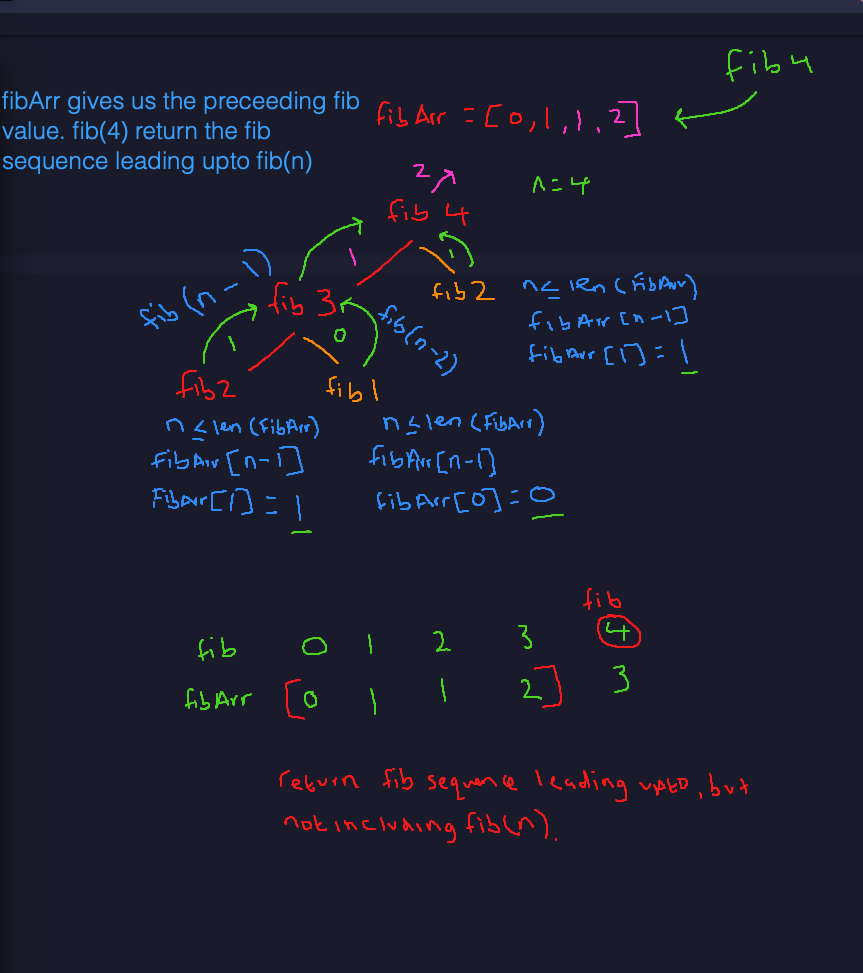 fib 4
fibArr gives us the preceeding fib
value. fib(4) return the fib
sequence leading upto fib(n)
fibArr = [0,1,1,2]
2
n=4
fib 4
1
1
fib(n-1)
fib 3
fib2
0
fib(n-2)
1
fib2
fib1
n≤len(FibArr)
fibArr[n-1]
fibArr[1]=1
n≤len(FibArr)
fibArr[n-1]
FibArr[1]=1
n≤len(FibArr)
fibArr[n-1]
fibArr[0]=0
fib
fib 0 1 2 3 4
fibArr [0 1 1 2] 3
return fib sequence leading upto, but
not including fib(n).